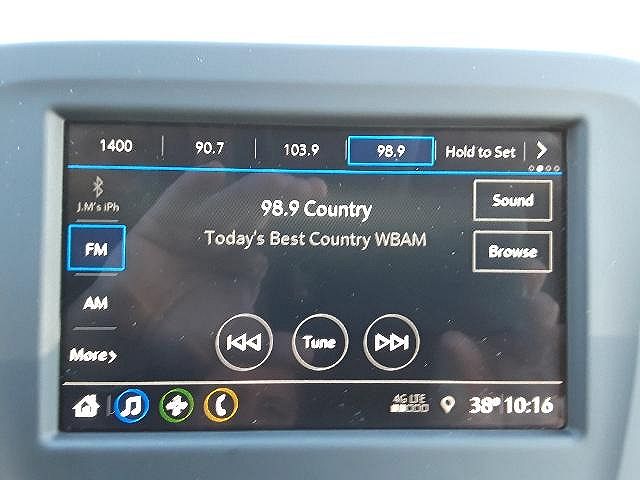 1400 90.7 103.9 98.9 Hold to Set
J.M's iPh
98.9 Country
Sound
FM
Today's Best Country WBAM
Browse
AM
Tune
More
4G LTE
38° 10:16